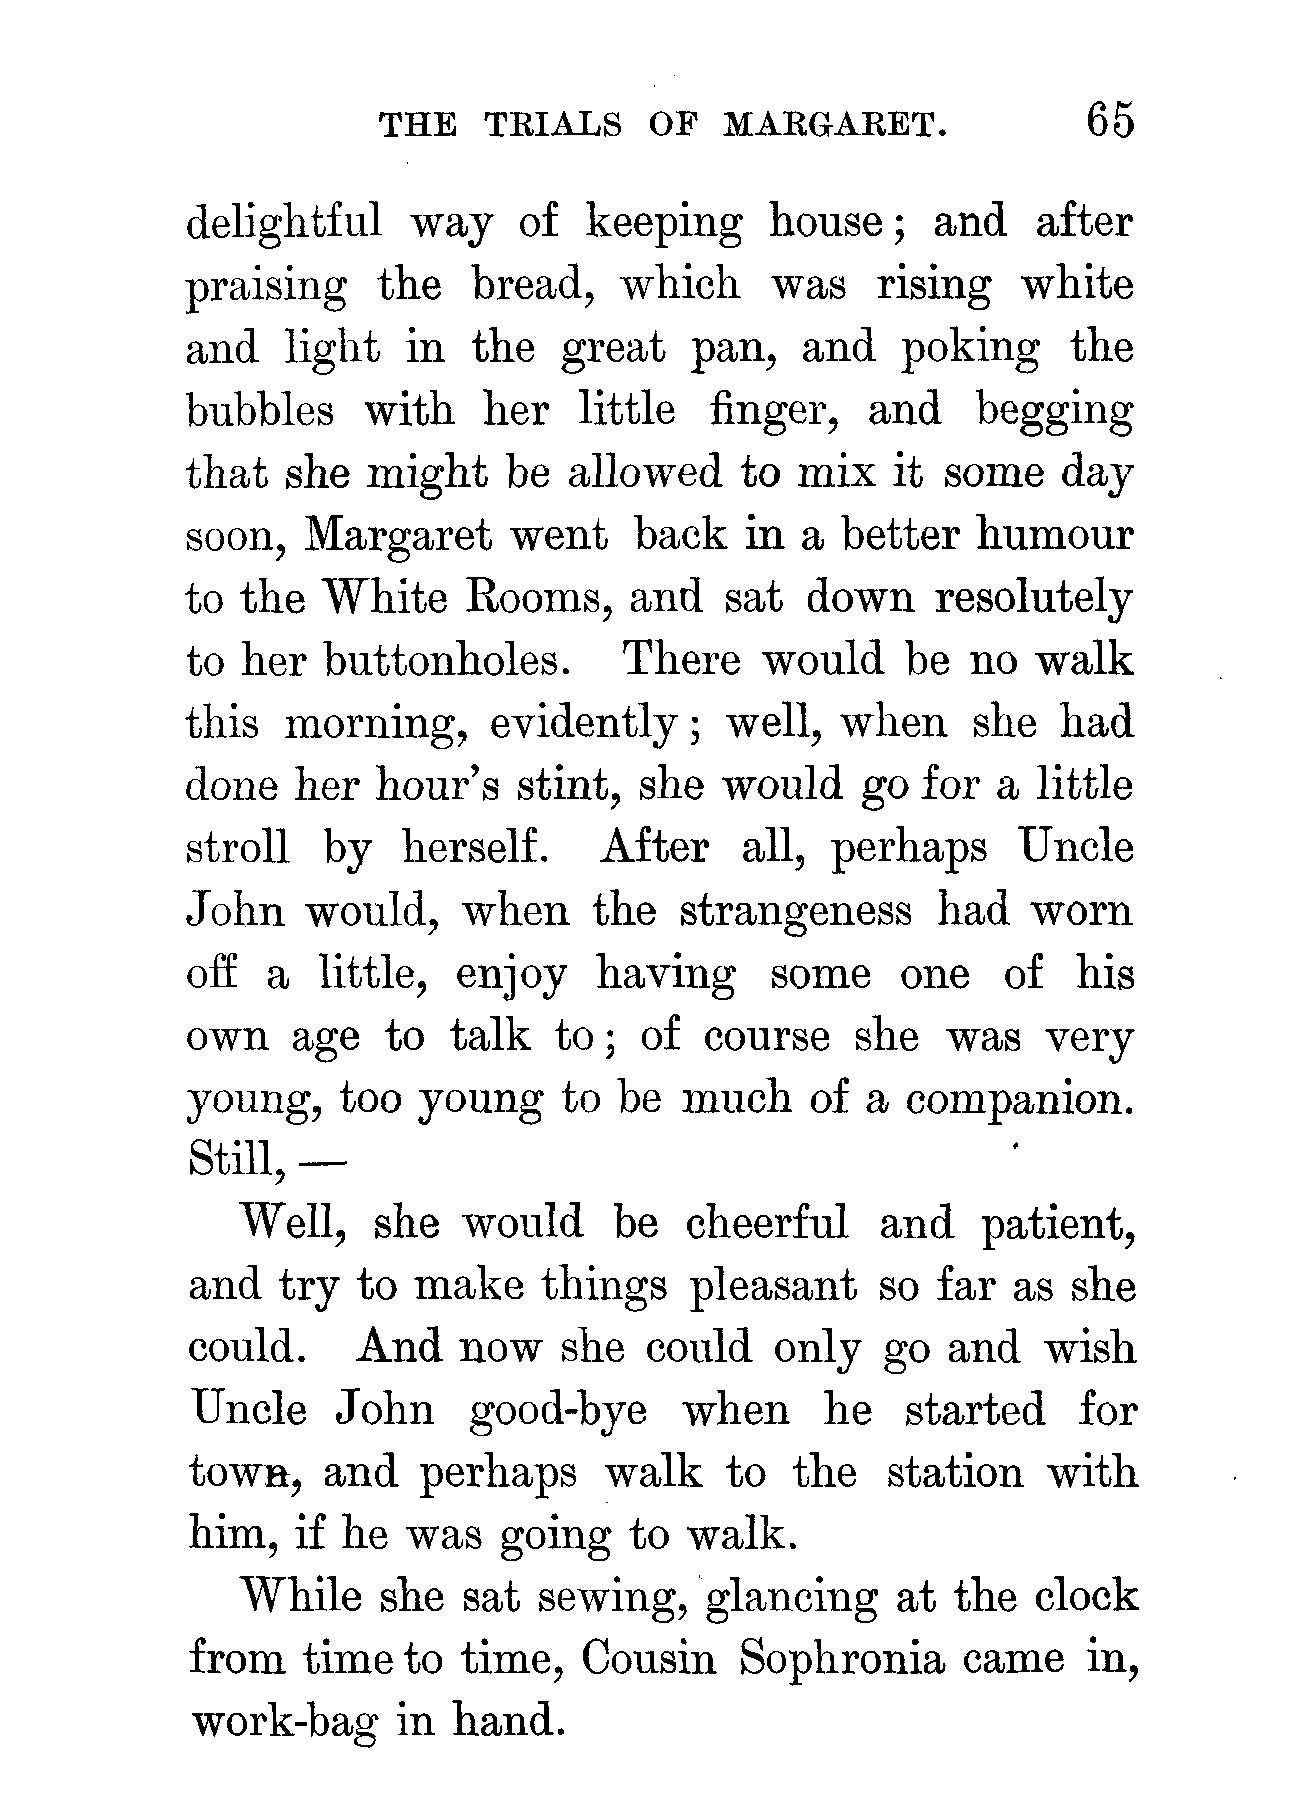 THE TRIALS OF MARGARET. 65
delightful way of keeping house; and after
praising the bread, which was rising white
and light in the great pan, and poking the
bubbles with her little finger, and begging
that she might be allowed to mix it some day
soon, Margaret went back in a better humour
to the White Rooms, and sat down resolutely
to her buttonholes. There would be no walk
this morning, evidently; well, when she had
done her hour's stint, she would go for a little
stroll by herself. After all, perhaps Uncle
John would, when the strangeness had worn
off a little, enjoy having some one of his
own age to talk to; of course she was very
young, too young to be much of a companion.
Still, —
Well, she would be cheerful and patient,
and try to make things pleasant so far as she
could. And now she could only go and wish
Uncle John good-bye when he started for
town, and perhaps walk to the station with
him, if he was going to walk.
While she sat sewing, glancing at the clock
from time to time, Cousin Sophronia came in,
work-bag in hand.